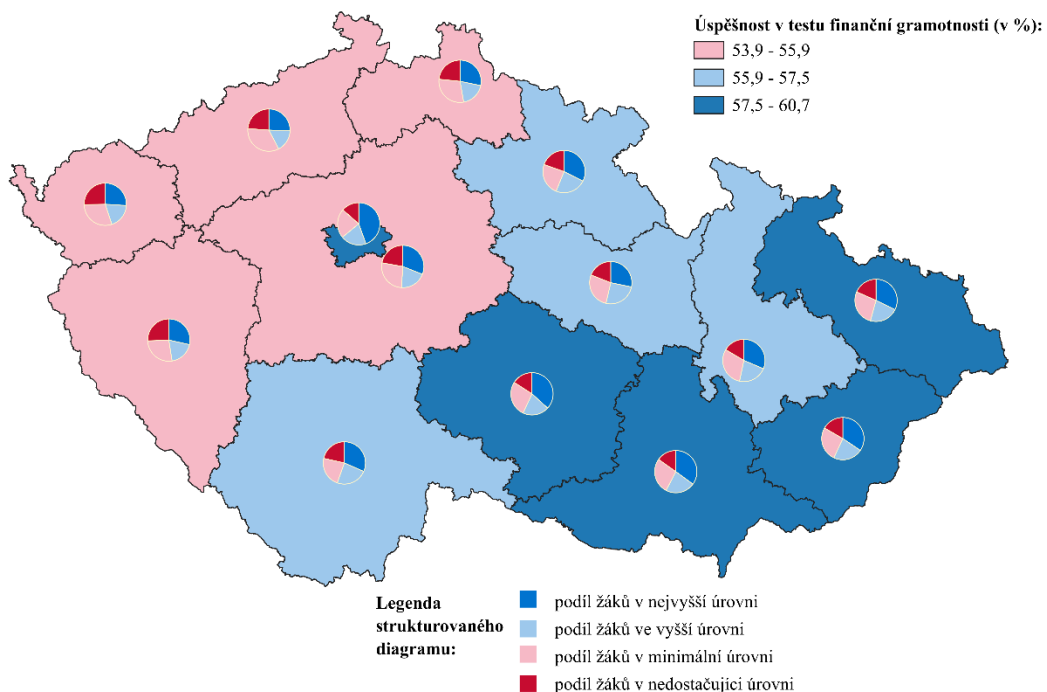 Úspěšnost v testu finanční gramotnosti (v %):
53,9 - 55,9
55,9 - 57,5
57,5 - 60,7
Legenda
strukturovaného
diagramu:
podíl žáků v nejvyšší úrovni
podíl žáků ve vyšší úrovni
podíl žáků v minimální úrovni
podíl žáků v nedostačující úrovni